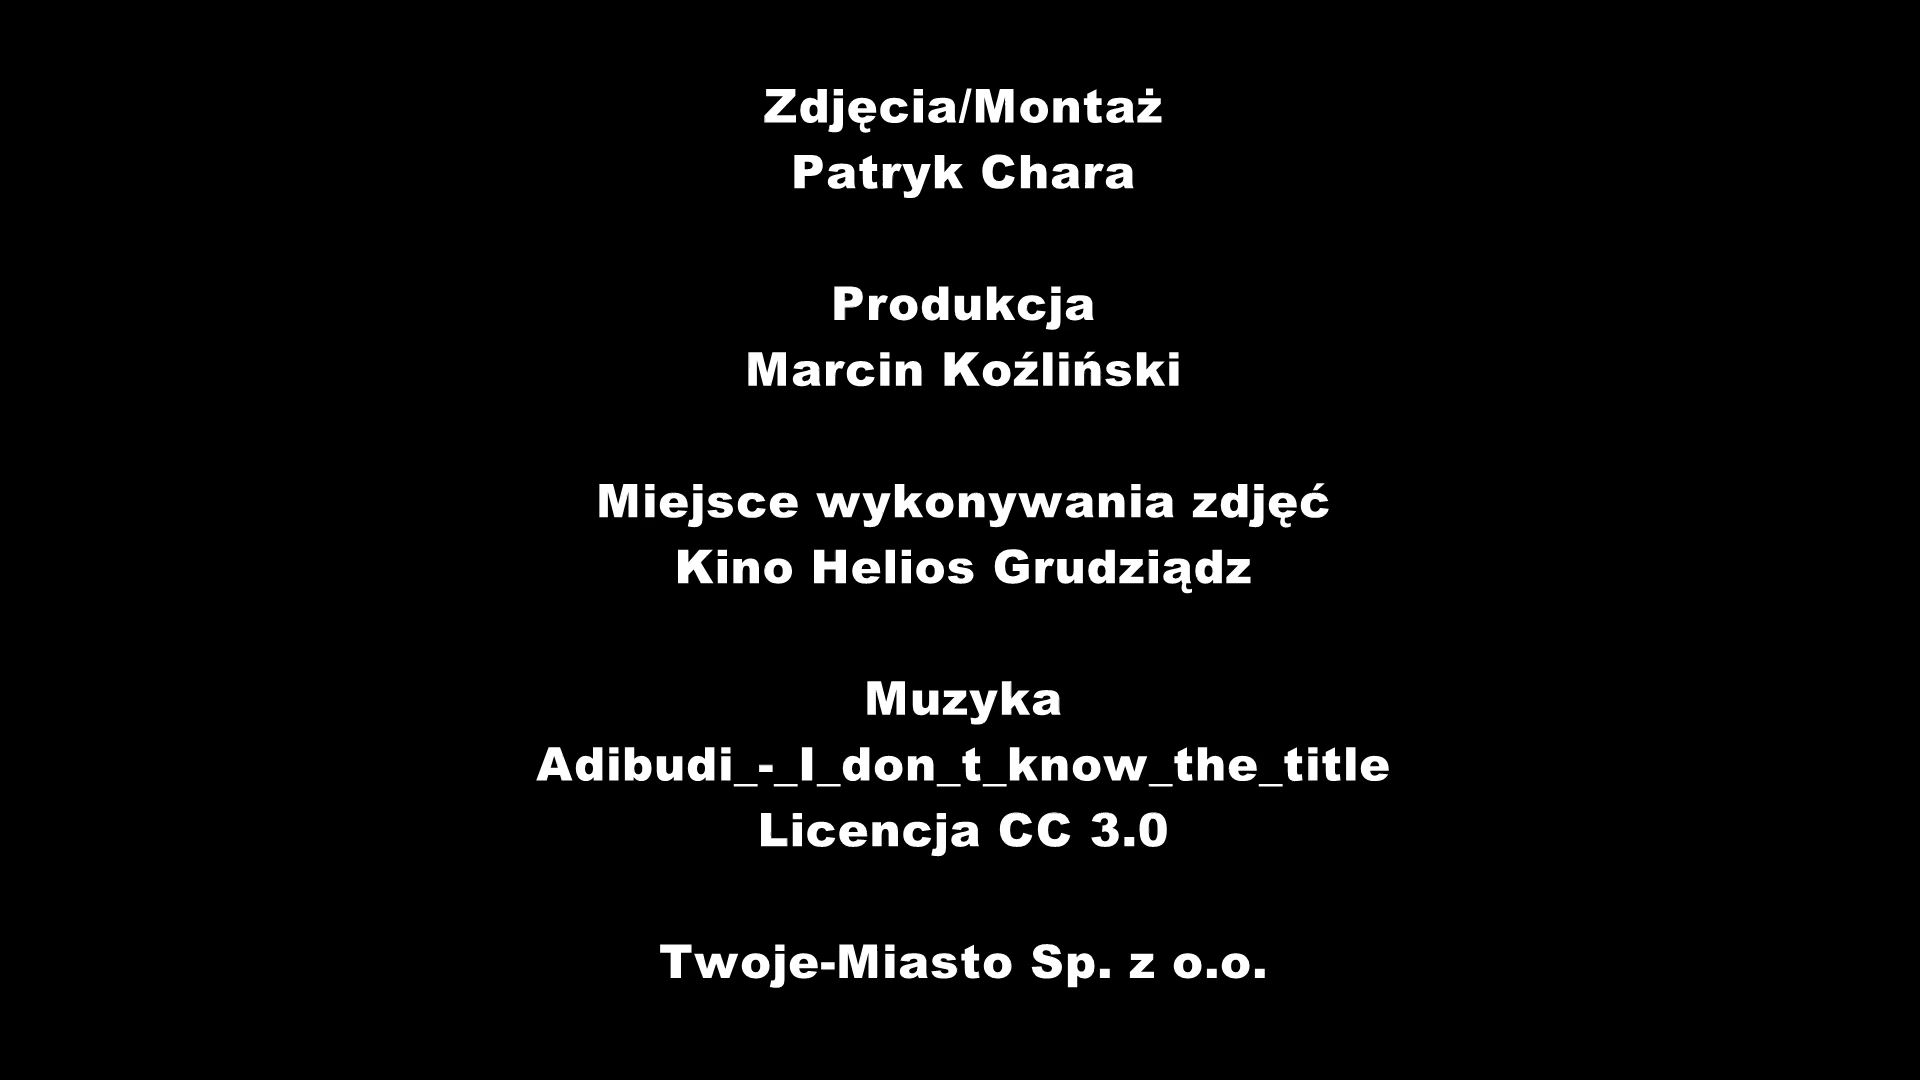 Zdjęcia/Montaż
Patryk Chara
Produkcja
Marcin Koźliński
Miejsce wykonywania zdjęć
Kino Helios Grudziądz
Muzyka
Adibudi_-_I_don_t_know_the_title
Licencja CC 3.0
Twoje-Miasto Sp. z o.o.